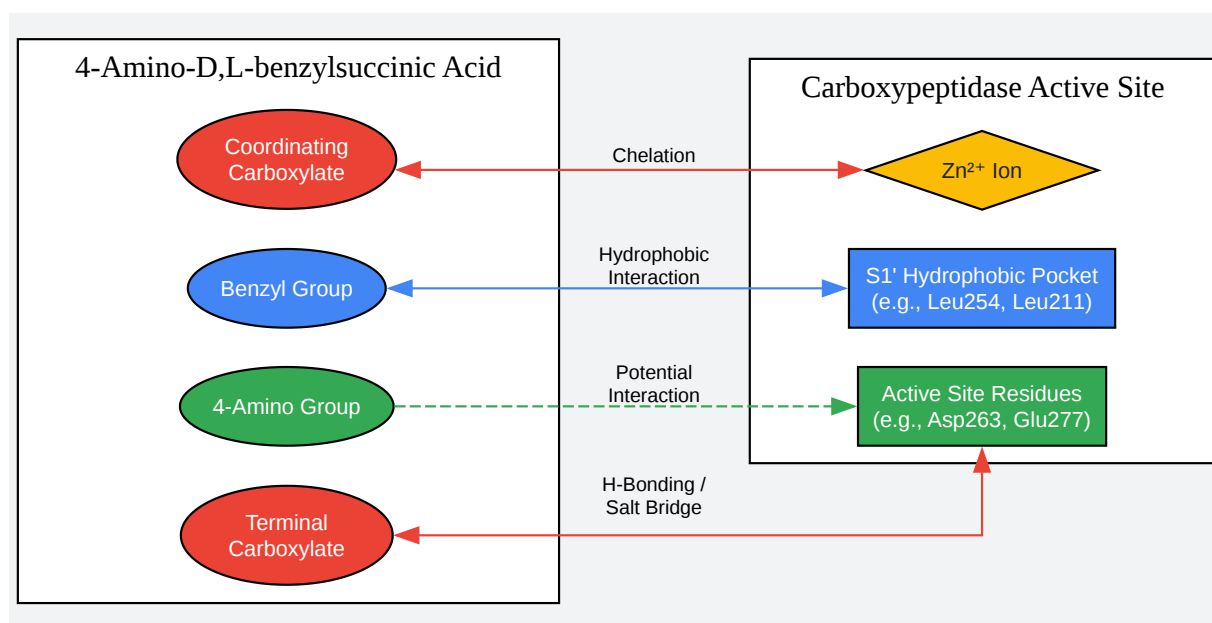 4-Amino-D,L-benzylsuccinic Acid
Carboxypeptidase Active Site
Coordinating
Carboxylate
Chelation
Zn²⁺ Ion
Benzyl Group
Hydrophobic
Interaction
S1' Hydrophobic Pocket
(e.g., Leu254, Leu211)
4-Amino Group
Potential
Interaction
Active Site Residues
(e.g., Asp263, Glu277)
Terminal
Carboxylate
H-Bonding /
Salt Bridge